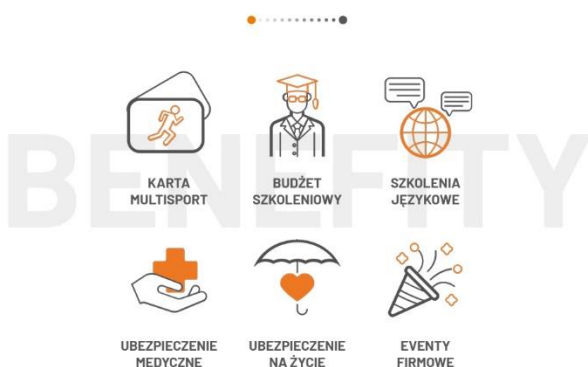 BENEFITY
KARTA
MULTISPORT
BUDŻET
SZKOLENIOWY
SZKOLENIA
JĘZYKOWE
UBEZPIECZENIE
MEDYCZNE
UBEZPIECZENIE
NA ŻYCIE
EVENTY
FIRMOWE